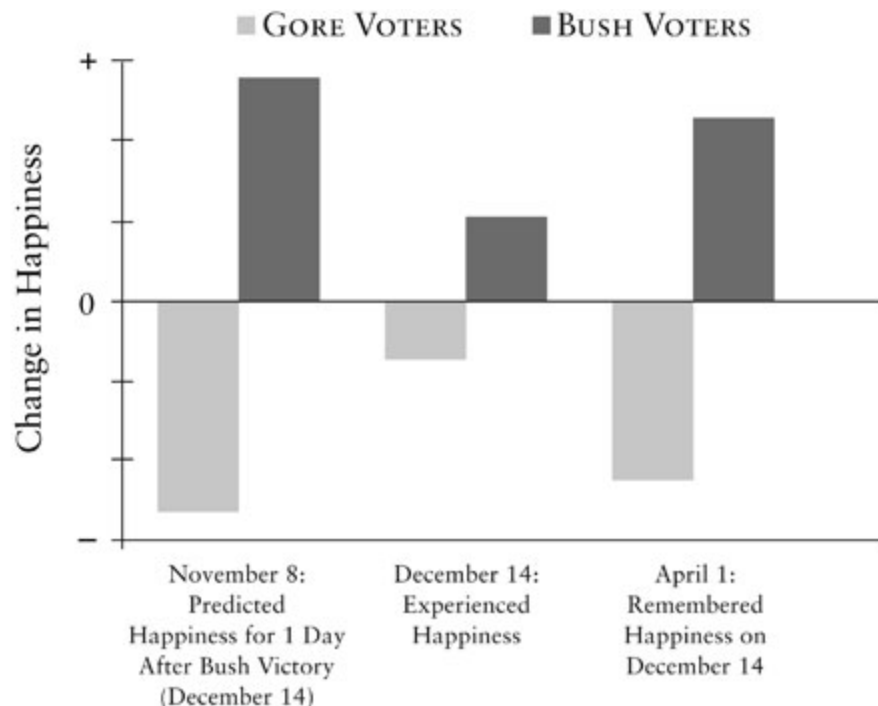 GORE VOTERS BUSH VOTERS
+
Change in Happiness
0
–
November 8:
Predicted
Happiness for 1 Day
After Bush Victory
(December 14)
December 14:
Experienced
Happiness
April 1:
Remembered
Happiness on
December 14